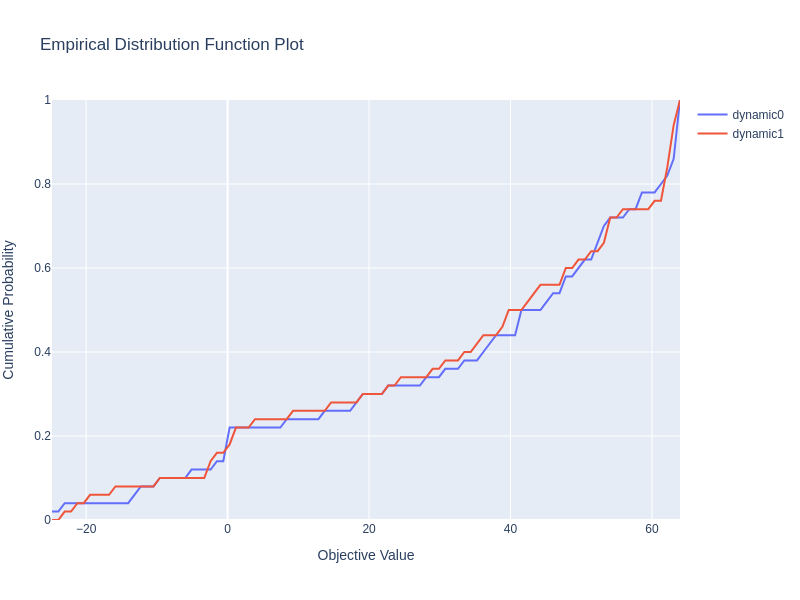 Empirical Distribution Function Plot
1
0.8
0.6
0.4
0.2
0
−20
0
20
40
60
Objective Value
Cumulative Probability
dynamic0
dynamic1